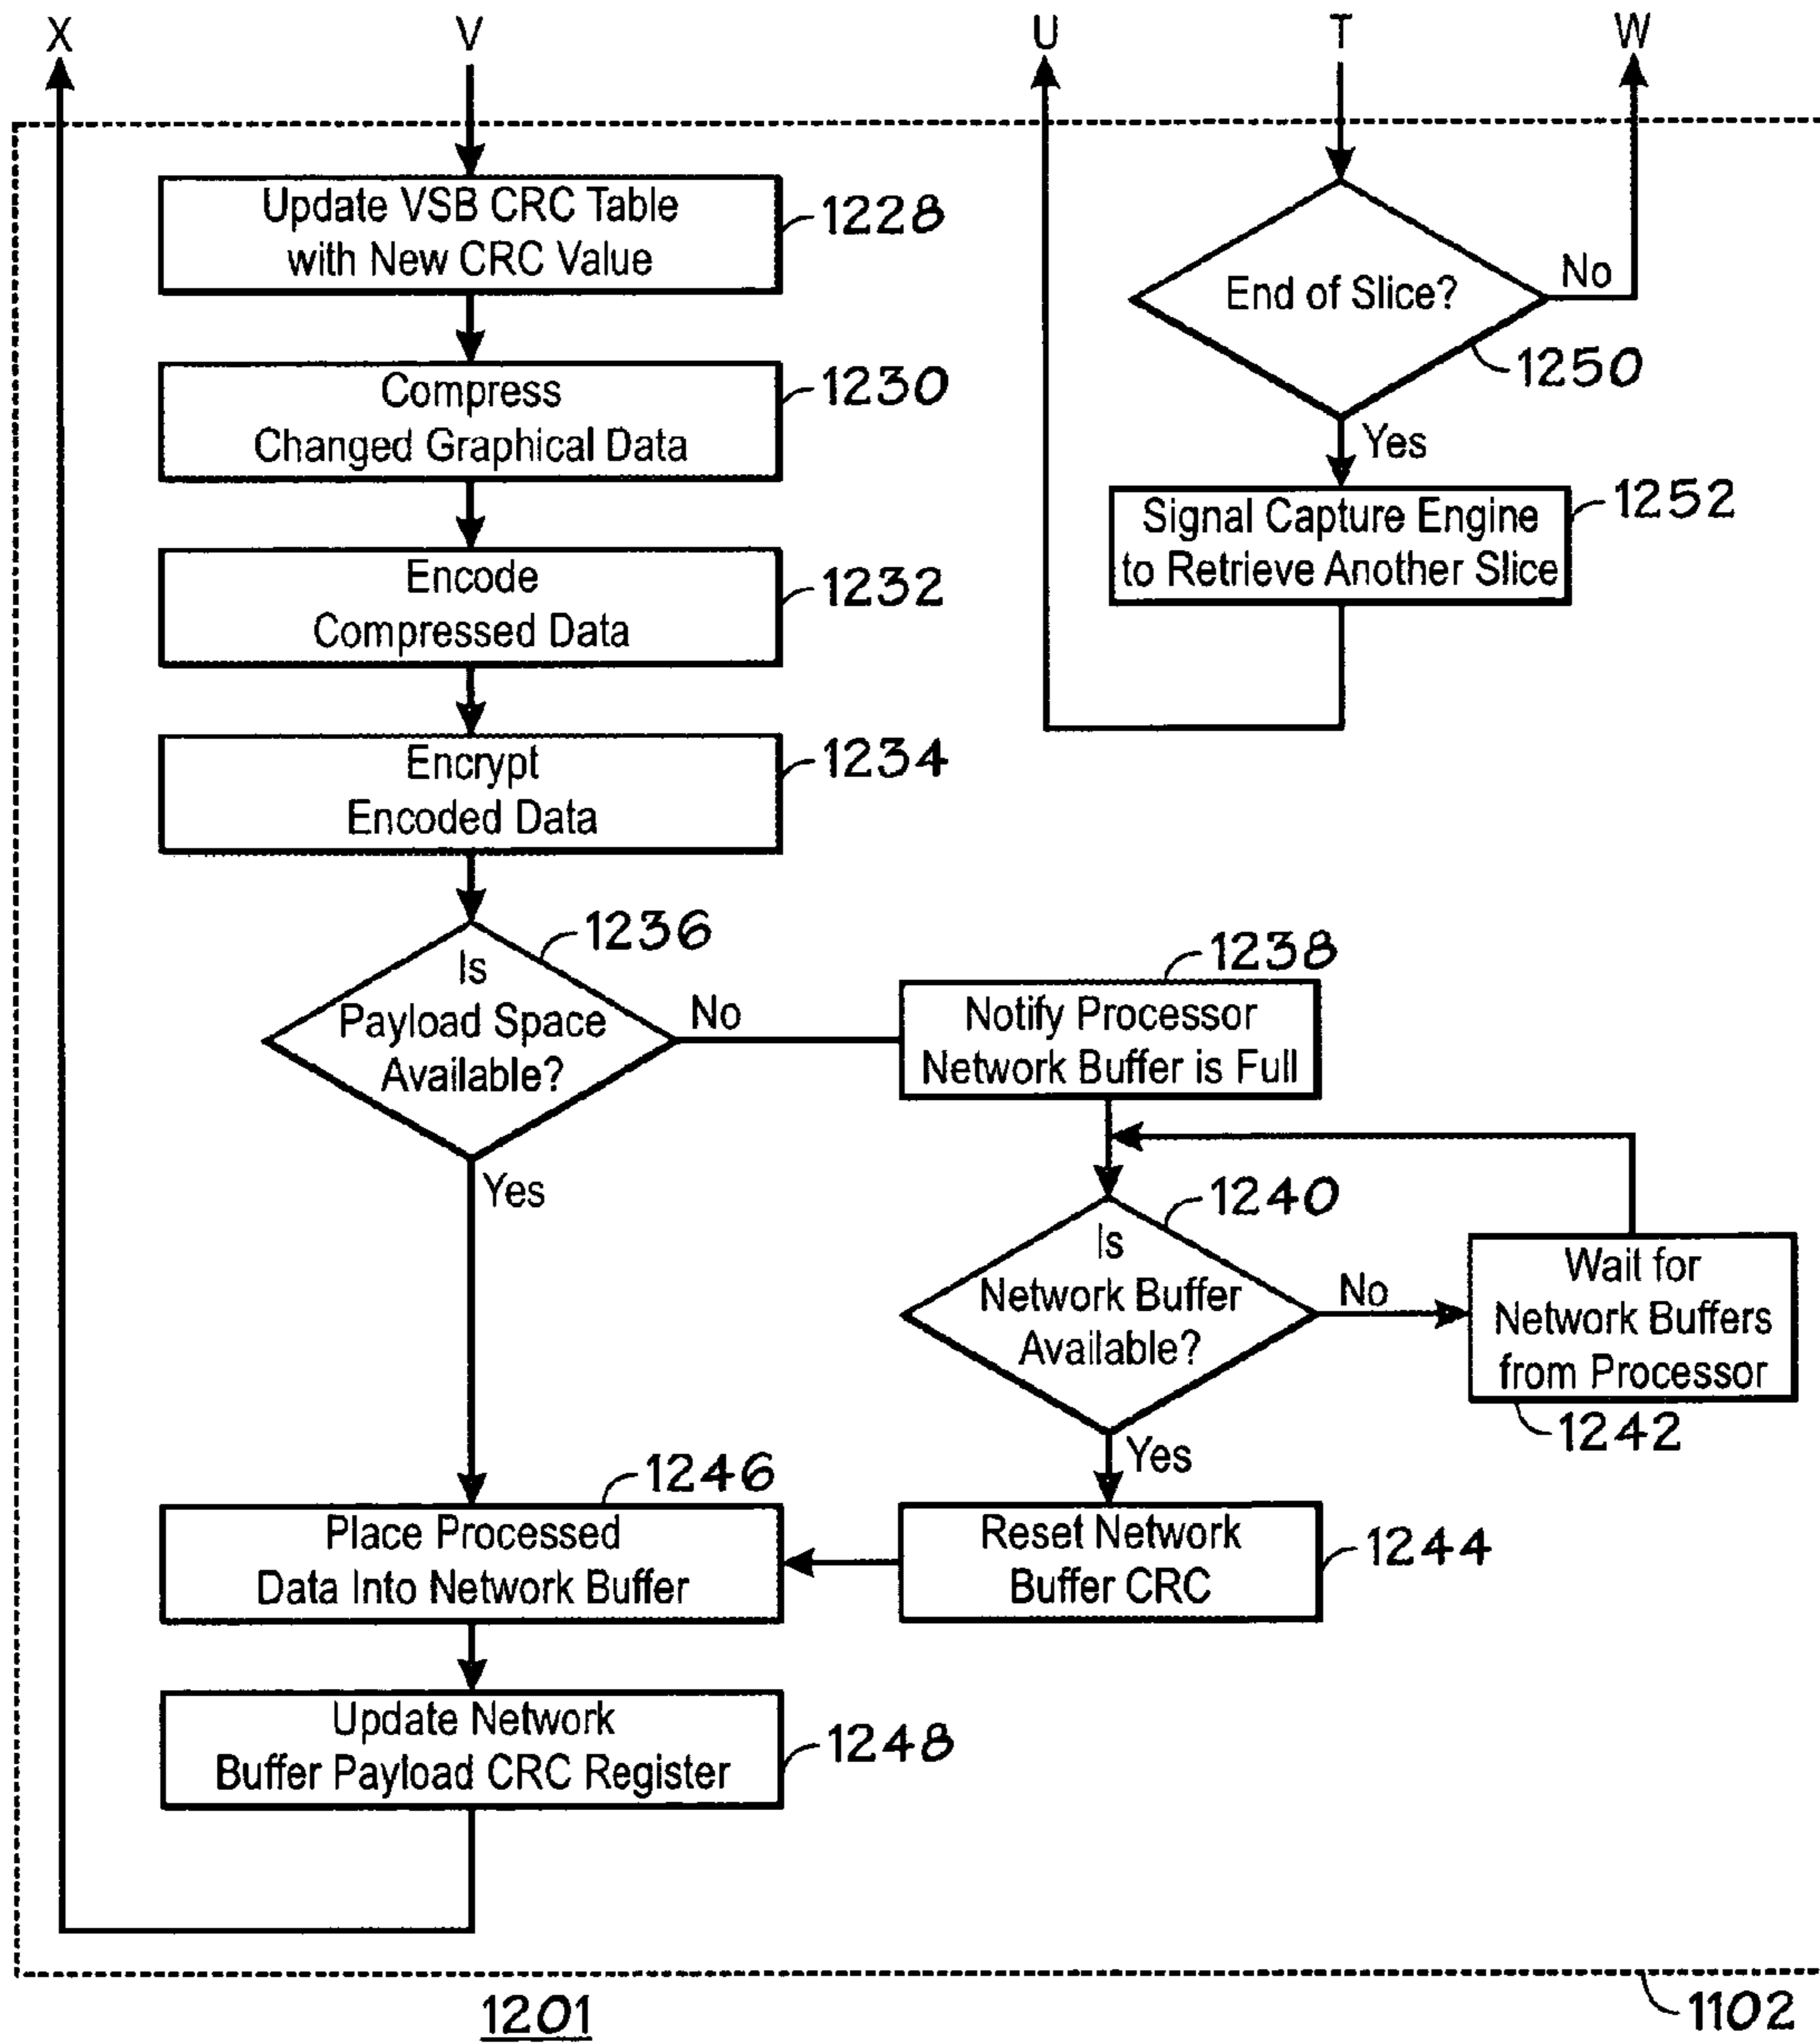 X
V
U
T
W
Update VSB CRC Table
with New CRC Value
1228
Compress
Changed Graphical Data
1230
Encode
Compressed Data
1232
Encrypt
Encoded Data
1234
End of Slice?
No
1250
Yes
Signal Capture Engine
to Retrieve Another Slice
1252
Is
Payload Space
Available?
1236
No
Yes
Notify Processor
Network Buffer is Full
1238
Is
Network Buffer
Available?
1240
No
Wait for
Network Buffers
from Processor
1242
Yes
Reset Network
Buffer CRC
1244
Place Processed
Data Into Network Buffer
1246
Update Network
Buffer Payload CRC Register
1248
1201
1102